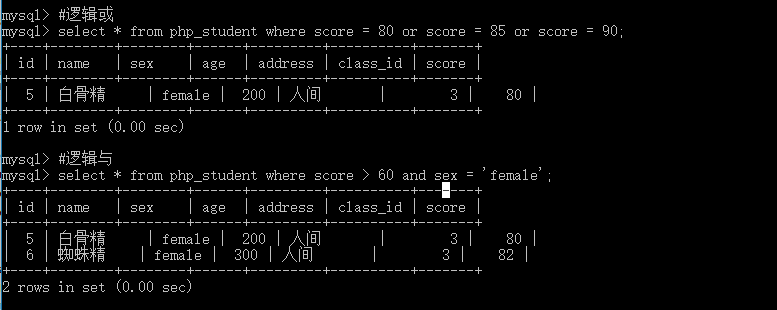 mysql> #逻辑或
mysql> select * from php_student where score = 80 or score = 85 or score = 90;
+----+--------+--------+------+---------+----------+-------+
| id | name | sex | age | address | class_id | score |
+----+--------+--------+------+---------+----------+-------+
| 5 | 白骨精 | female | 200 | 人间 | 3 | 80 |
+----+--------+--------+------+---------+----------+-------+
1 row in set (0.00 sec)
mysql> #逻辑与
mysql> select * from php_student where score > 60 and sex = 'female';
+----+--------+--------+------+---------+----------+-------+
| id | name | sex | age | address | class_id | score |
+----+--------+--------+------+---------+----------+-------+
| 5 | 白骨精 | female | 200 | 人间 | 3 | 80 |
| 6 | 蜘蛛精 | female | 300 | 人间 | 3 | 82 |
+----+--------+--------+------+---------+----------+-------+
2 rows in set (0.00 sec)